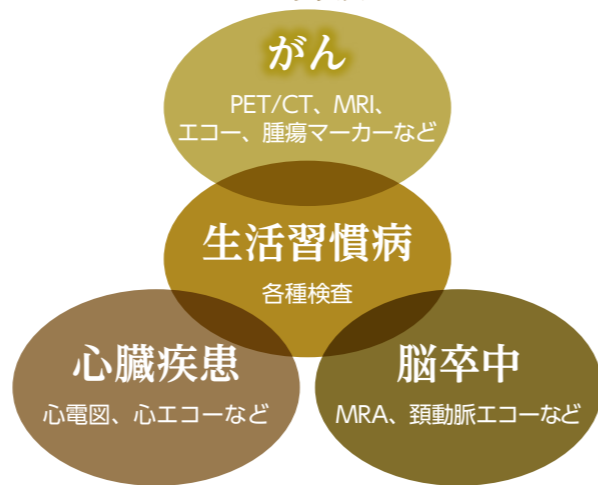 がん
PET/CT、MRI、
エコー、腫瘍マーカーなど
生活習慣病
各種検査
心臓疾患
心電図、心エコーなど
脳卒中
MRA、頚動脈エコーなど